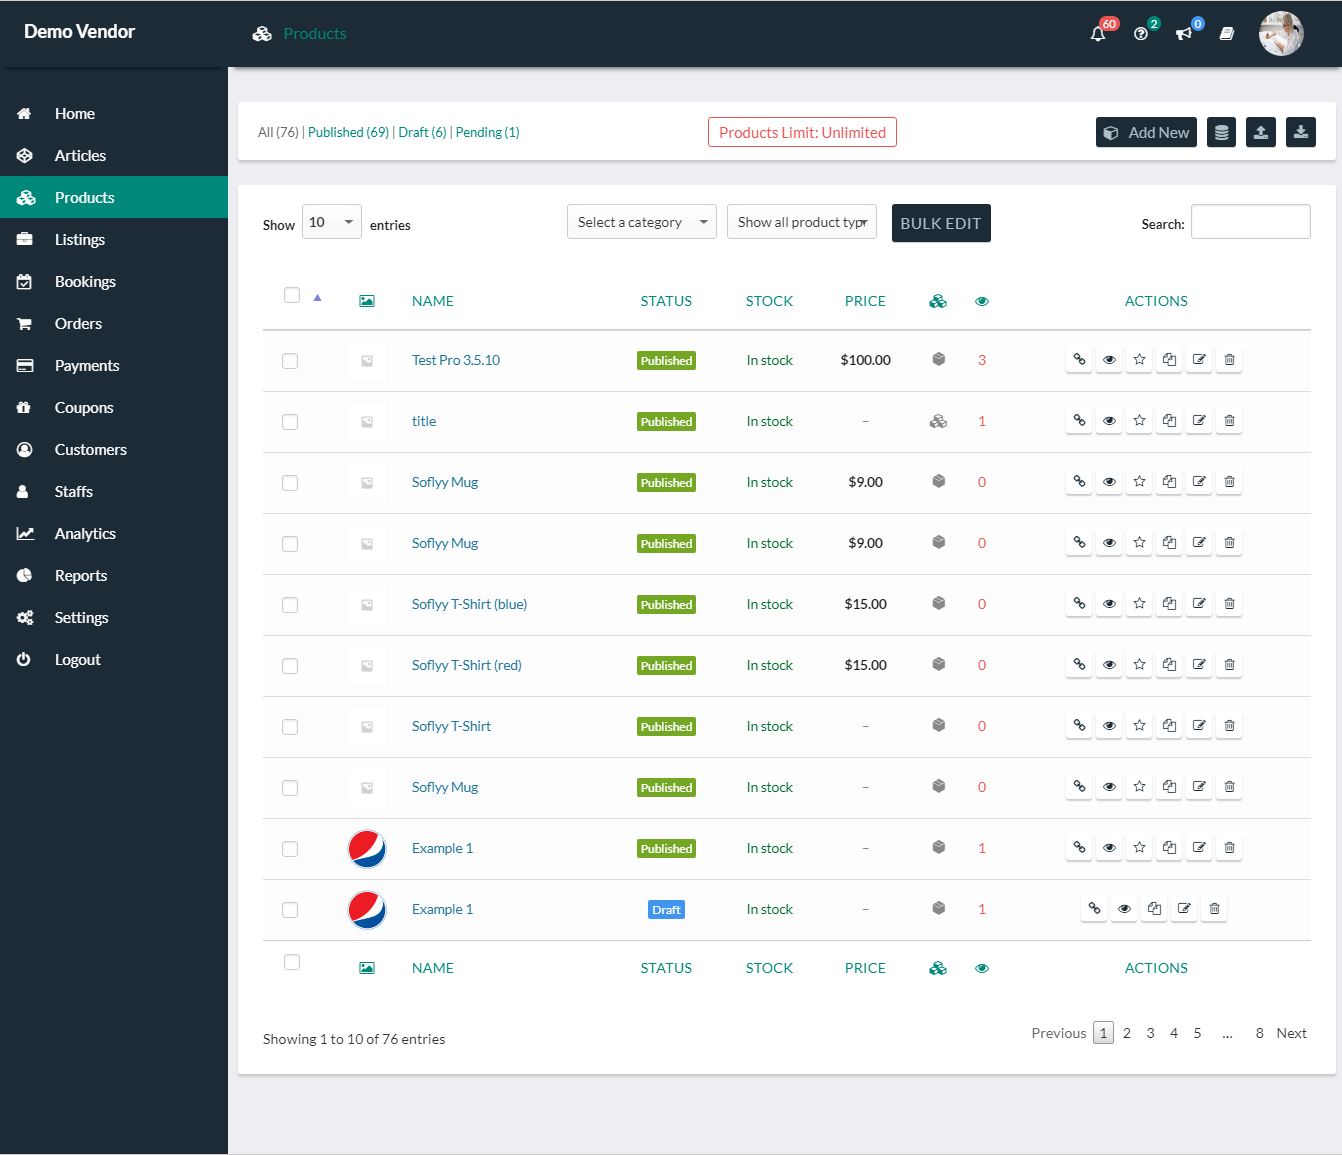 Demo Vendor
Products
60
2
0
Home
Articles
Products
Listings
Bookings
Orders
Payments
Coupons
Customers
Staffs
Analytics
Reports
Settings
Logout
All (76) | Published (69) | Draft (6) | Pending (1)
Products Limit: Unlimited
Add New
Show 10 entries
Select a category
Show all product typ
BULK EDIT
Search:
NAME STATUS STOCK PRICE ACTIONS
Test Pro 3.5.10 Published In stock $100.00 3
title Published In stock – 1
Soflyy Mug Published In stock $9.00 0
Soflyy Mug Published In stock $9.00 0
Soflyy T-Shirt (blue) Published In stock $15.00 0
Soflyy T-Shirt (red) Published In stock $15.00 0
Soflyy T-Shirt Published In stock – 0
Soflyy Mug Published In stock – 0
Example 1 Published In stock – 1
Example 1 Draft In stock – 1
NAME STATUS STOCK PRICE ACTIONS
Showing 1 to 10 of 76 entries
Previous 1 2 3 4 5 … 8 Next